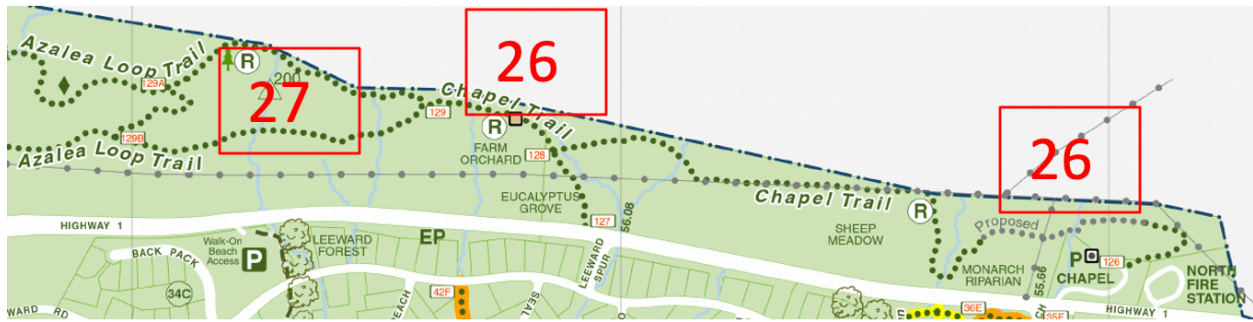 Azalea Loop Trail
129A
R
200
27
26
Chapel Trail
129
129B
Azalea Loop Trail
R
FARM
ORCHARD
128
26
EUCALYPTUS
GROVE
Chapel Trail
R
127
56.08
SHEEP
MEADOW
Proposed
HIGHWAY 1
Walk-On
Beach
Access
P
LEEWARD
FOREST
EP
BACK PACK
34C
42F
LEEWARD
SPUR
SEAL
BEACH
WARD RD
MONARCH
RIPARIAN
55.66
P
CHAPEL
126
NORTH
FIRE
STATION
HIGHWAY 1
36E
35F
CH